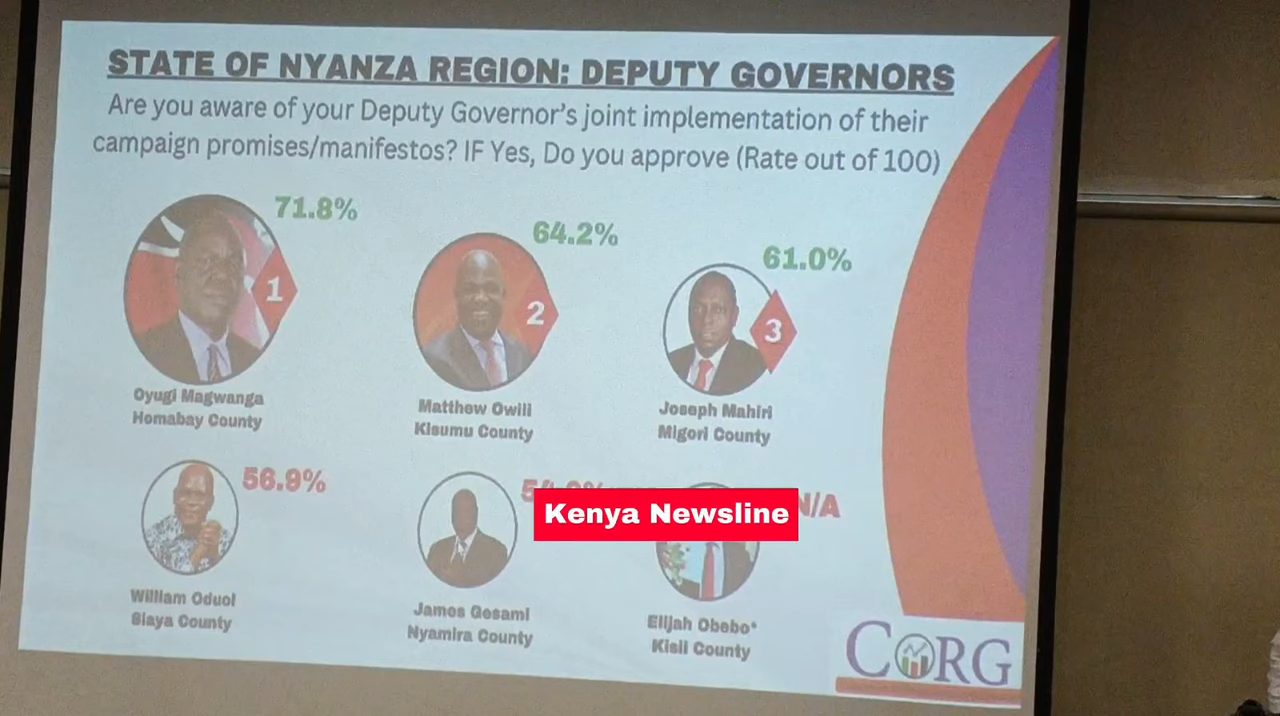 STATE OF NYANZA REGION: DEPUTY GOVERNORS
Are you aware of your Deputy Governor's joint implementation of their
campaign promises/manifestos? IF Yes, Do you approve (Rate out of 100)
71.8%
64.2%
61.0%
1
2
3
Oyugi Magwanga
Homabay County
Matthew Owili
Kisumu County
Joseph Mahiri
Migori County
56.9%
N/A
Kenya Newsline
William Oduol
Siaya County
James Gesami
Nyamira County
Elijah Obebo*
Kisii County
CORG